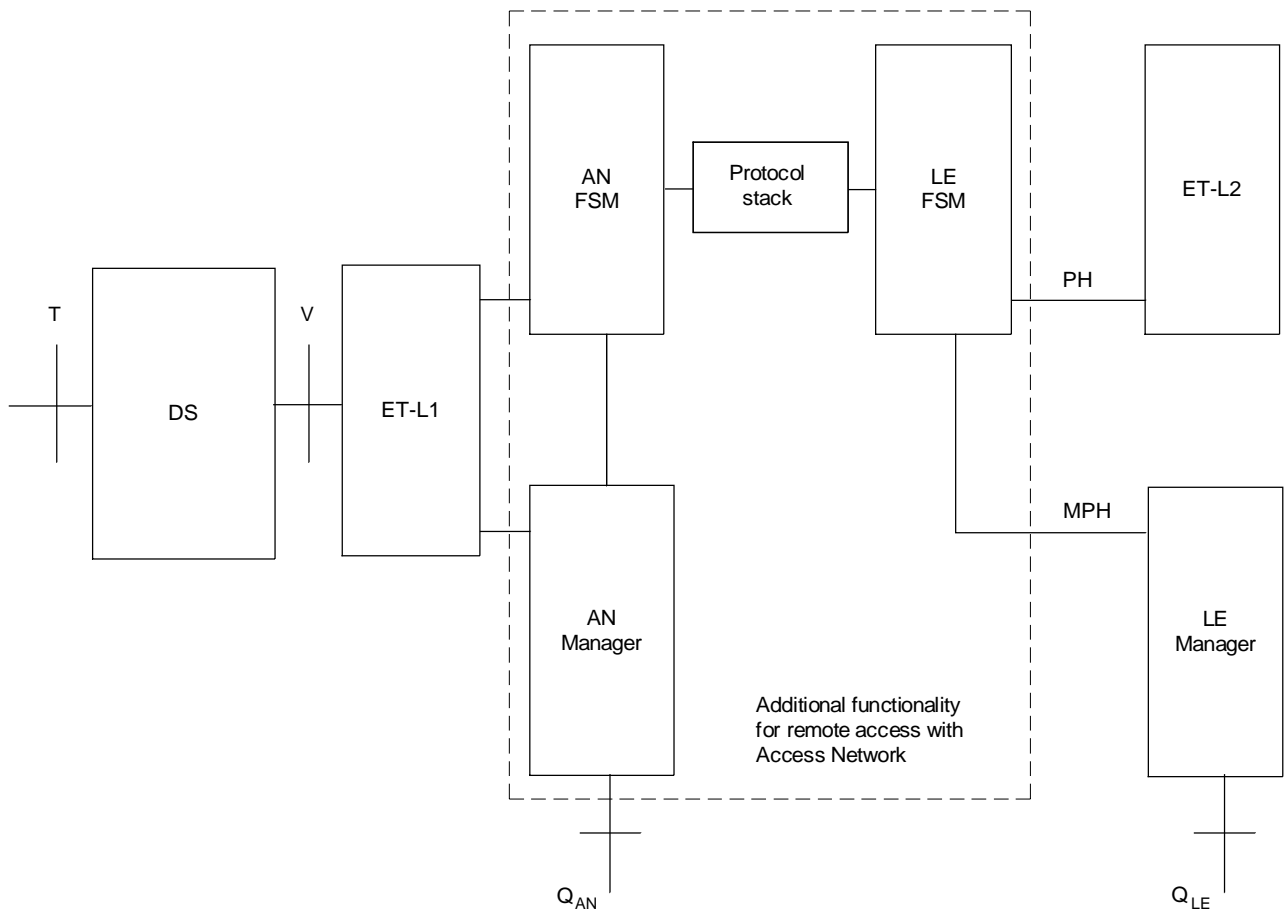 AN
FSM
Protocol
stack
LE
FSM
ET-L2
PH
T
V
DS
ET-L1
MPH
AN
Manager
LE
Manager
Additional functionality
for remote access with
Access Network
QAN
QLE